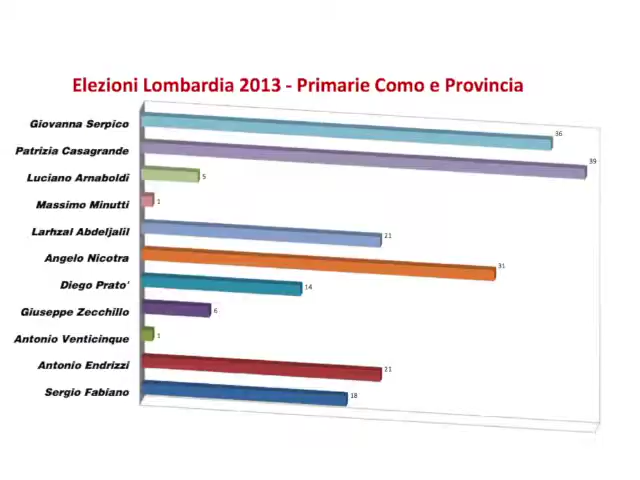 Elezioni Lombardia 2013 - Primarie Como e Provincia
Giovanna Serpico 36
Patrizia Casagrande 39
Luciano Arnaboldi 5
Massimo Minutti 1
Larhzal Abdeljalil 21
Angelo Nicotra 31
Diego Prato' 14
Giuseppe Zecchillo 6
Antonio Venticinque 1
Antonio Endrizzi 21
Sergio Fabiano 18